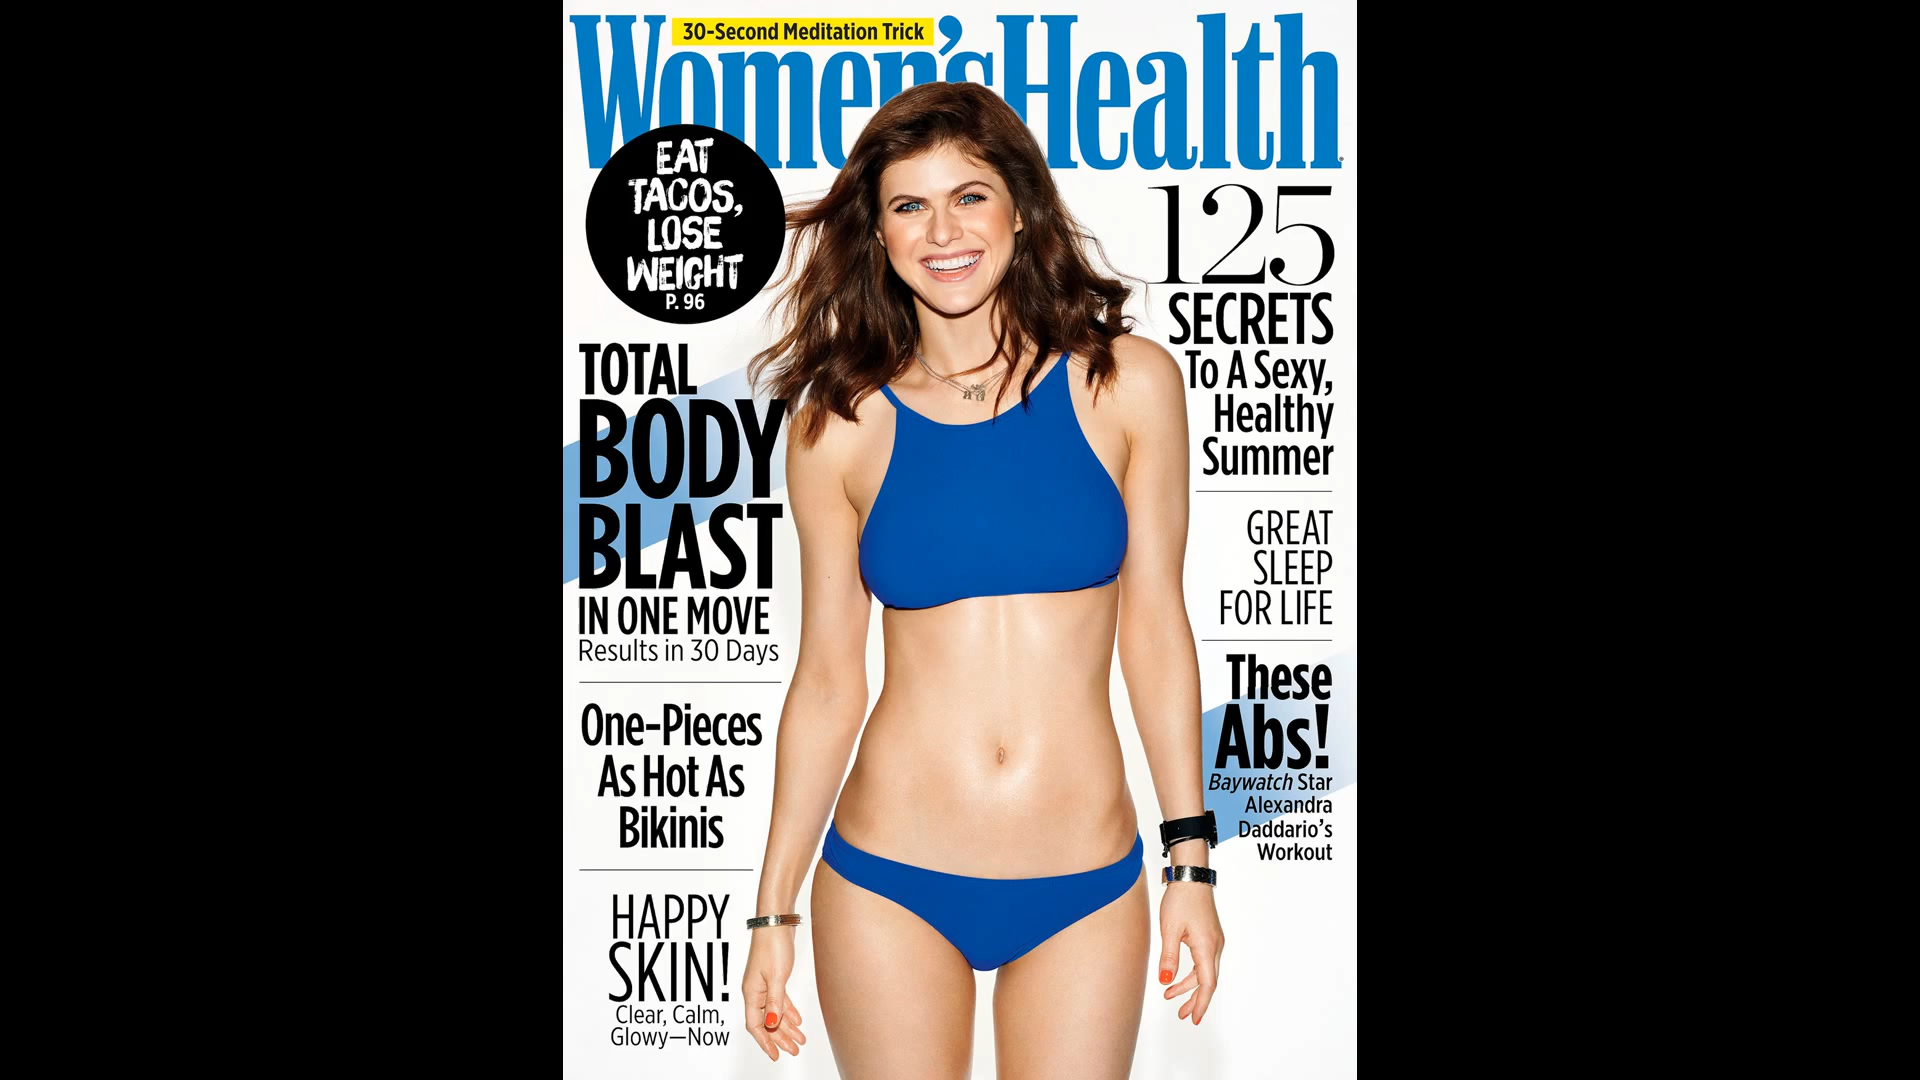 30-Second Meditation Trick
Women's Health
EAT
TACOS,
LOSE
WEIGHT
P. 96
TOTAL
BODY
BLAST
IN ONE MOVE
Results in 30 Days
One-Pieces
As Hot As
Bikinis
HAPPY
SKIN!
Clear, Calm,
Glowy—Now
125
SECRETS
To A Sexy,
Healthy
Summer
GREAT
SLEEP
FOR LIFE
These
Abs!
Baywatch Star
Alexandra
Daddario's
Workout